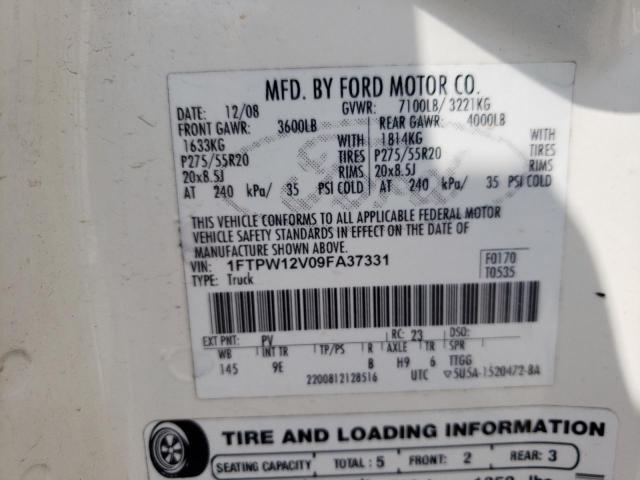 MFD. BY FORD MOTOR CO.
DATE: 12/08 GVWR: 7100LB/ 3221KG
FRONT GAWR: 3600LB REAR GAWR: 4000LB
1633KG WITH 1814KG WITH
P275/55R20 TIRES P275/55R20 TIRES
20x8.5J RIMS 20x8.5J RIMS
AT 240 kPa/ 35 PSI COLD AT 240 kPa/ 35 PSI COLD
THIS VEHICLE CONFORMS TO ALL APPLICABLE FEDERAL MOTOR
VEHICLE SAFETY STANDARDS IN EFFECT ON THE DATE OF
MANUFACTURE SHOWN ABOVE.
VIN: 1FTPW12V09FA37331 F0170
TYPE: Truck T0535
EXT PNT: PV RC: 23 DSO:
WB INT TR TP/PS R AXLE TR SPR
145 9E B H9 6 TTGG
2200812128516 UTC ▽5U5A-1520472-BA
TIRE AND LOADING INFORMATION
SEATING CAPACITY TOTAL: 5 FRONT: 2 REAR: 3